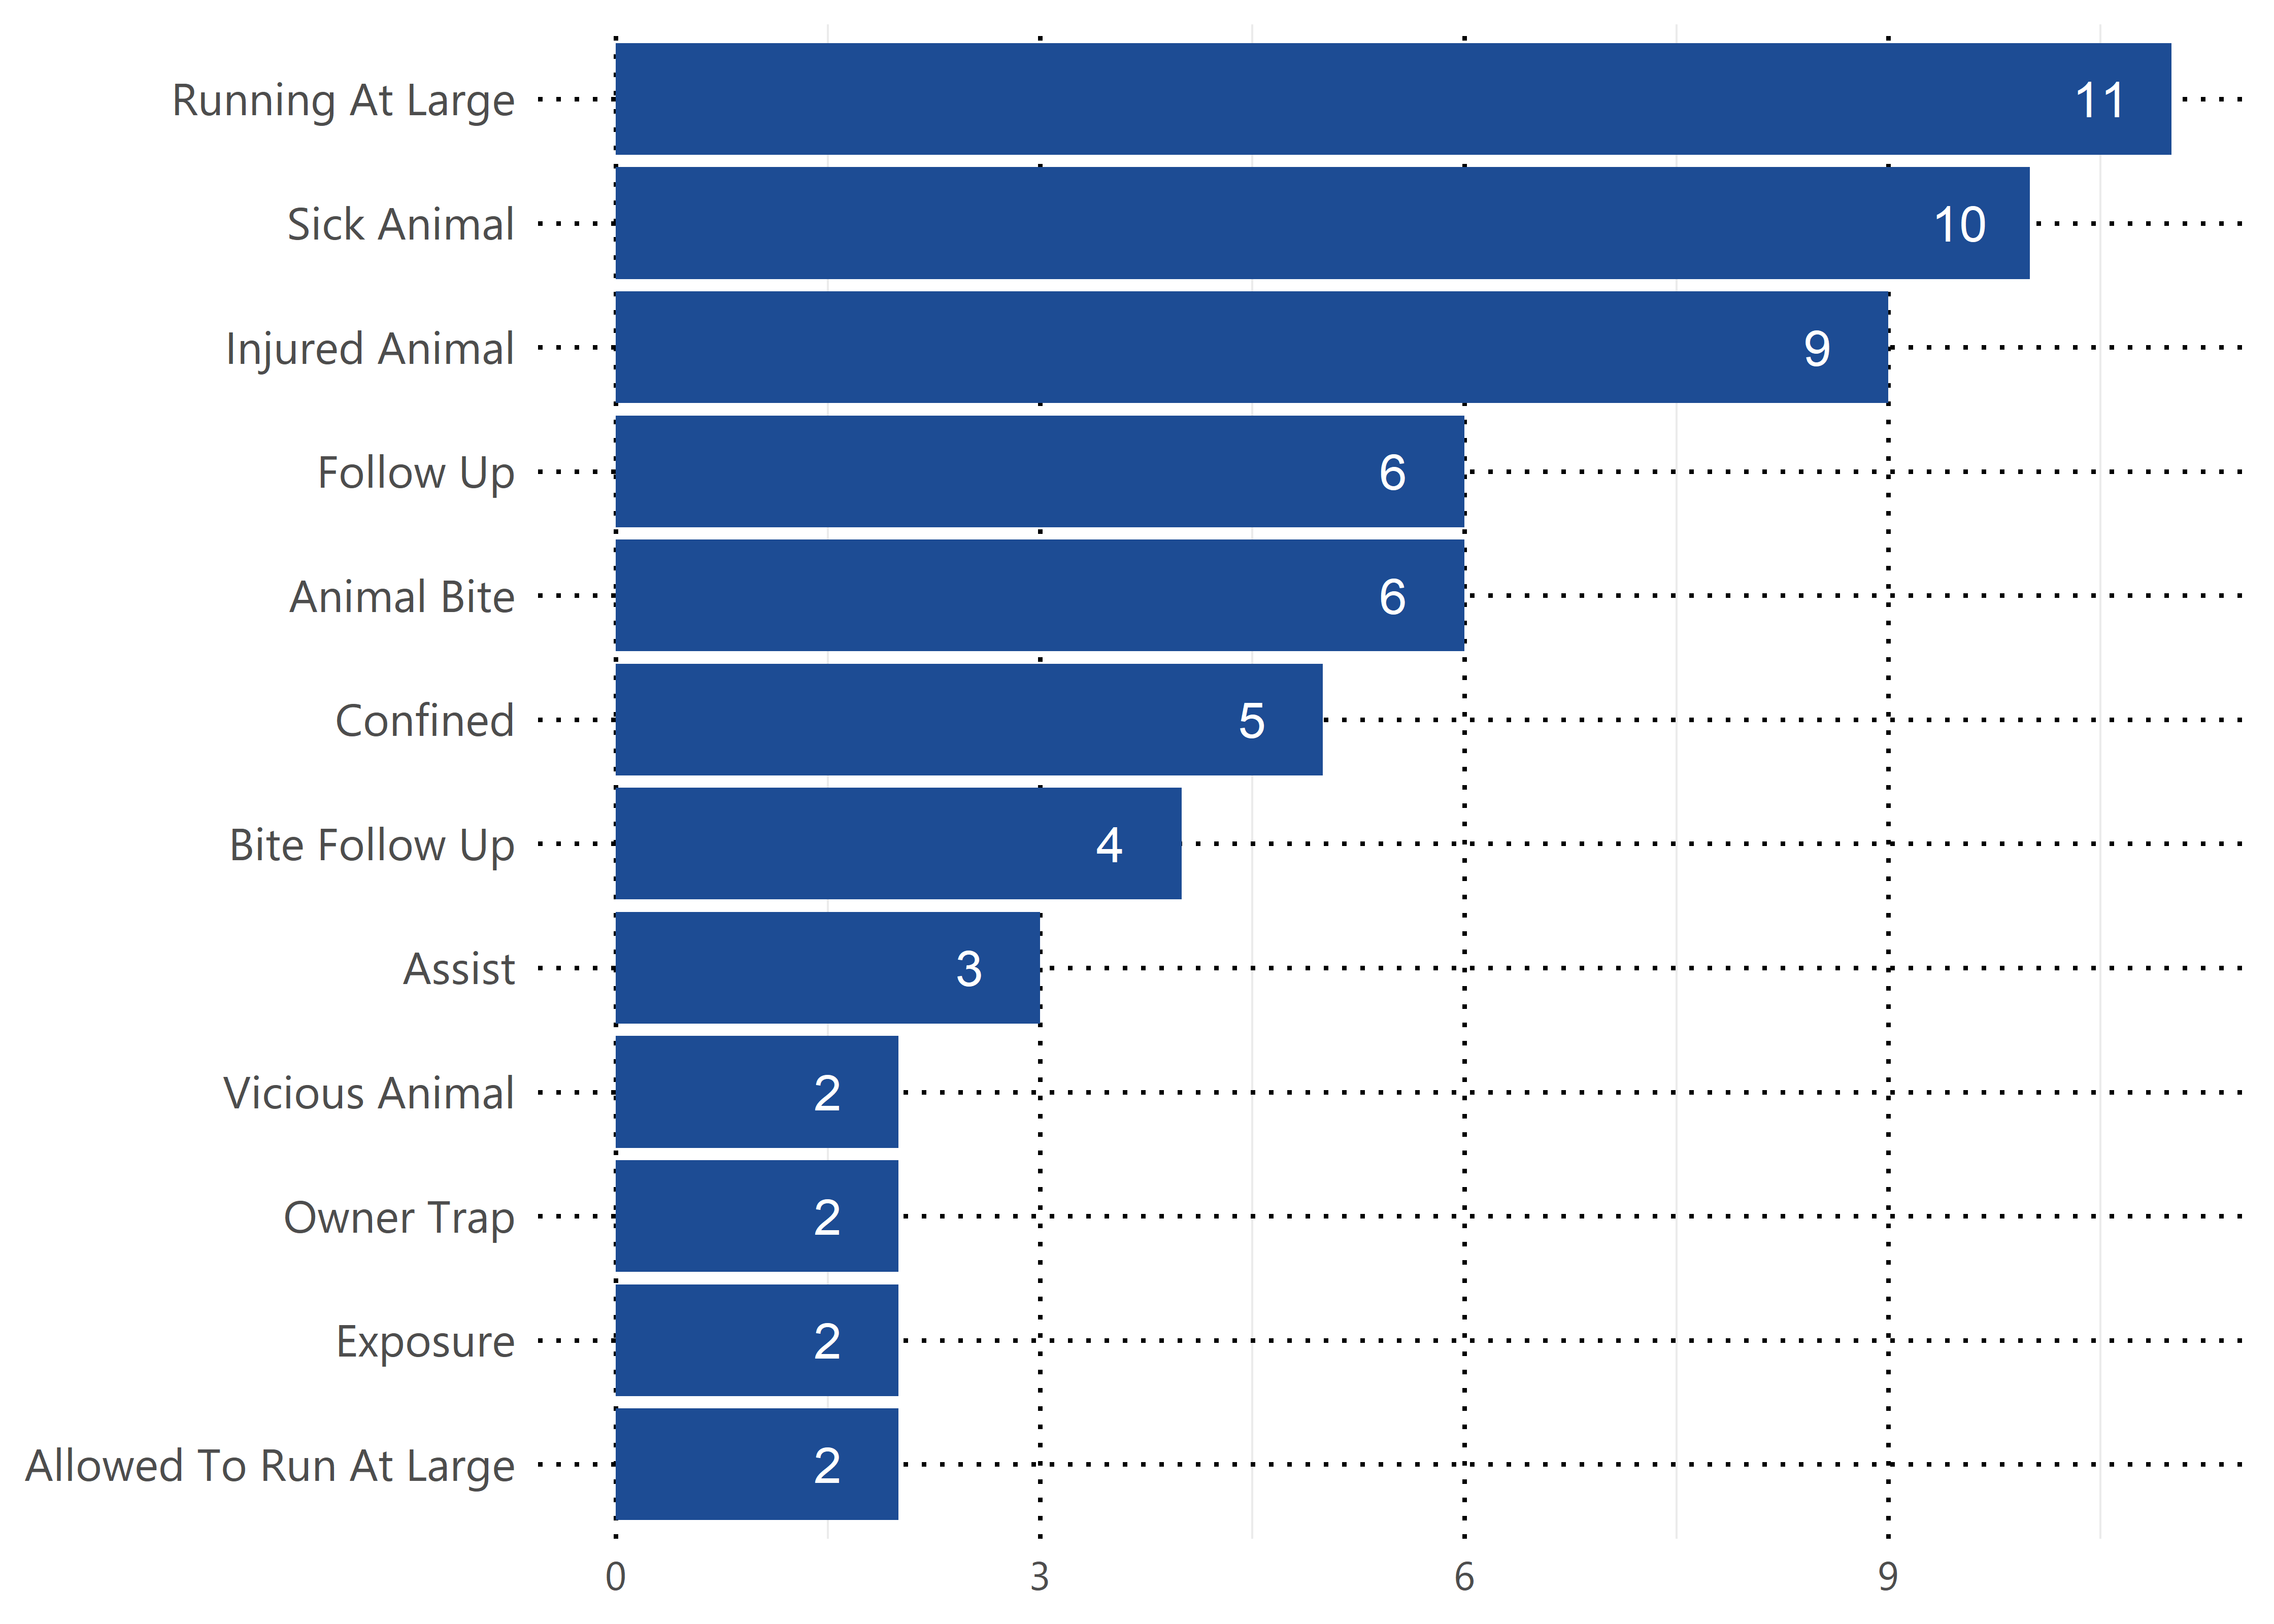 Running At Large 11
Sick Animal 10
Injured Animal 9
Follow Up 6
Animal Bite 6
Confined 5
Bite Follow Up 4
Assist 3
Vicious Animal 2
Owner Trap 2
Exposure 2
Allowed To Run At Large 2
0 3 6 9